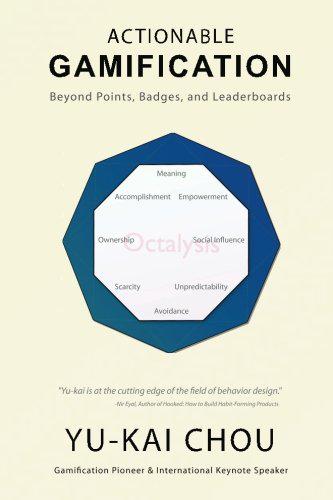 ACTIONABLE
GAMIFICATION
Beyond Points, Badges, and Leaderboards
Meaning
Accomplishment Empowerment
Ownership Octalysis Social Influence
Scarcity Unpredictability
Avoidance
"Yu-kai is at the cutting edge of the field of behavior design."
-Nir Eyal, Author of Hooked: How to Build Habit-Forming Products
YU-KAI CHOU
Gamification Pioneer & International Keynote Speaker